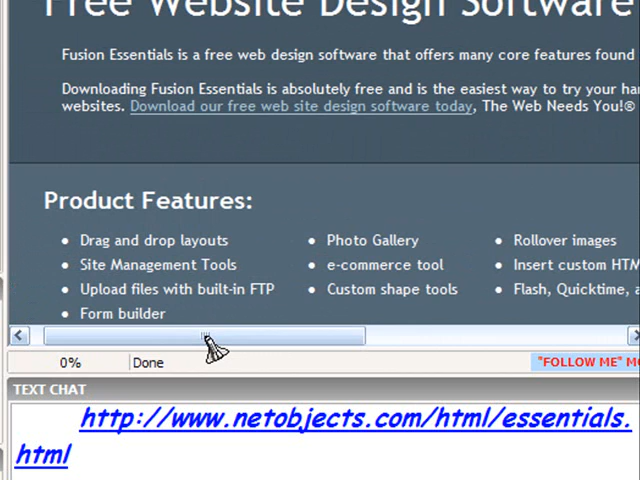 Free Website Design Software
Fusion Essentials is a free web design software that offers many core features found
Downloading Fusion Essentials is absolutely free and is the easiest way to try your
websites. Download our free web site design software today, The Web Needs You!®
Product Features:
• Drag and drop layouts
• Photo Gallery
• Rollover images
• Site Management Tools
• e-commerce tool
• Insert custom HTM
• Upload files with built-in FTP
• Custom shape tools
• Flash, Quicktime,
• Form builder
0%
Done
"FOLLOW ME" MO
TEXT CHAT
http://www.netobjects.com/html/essentials.
html